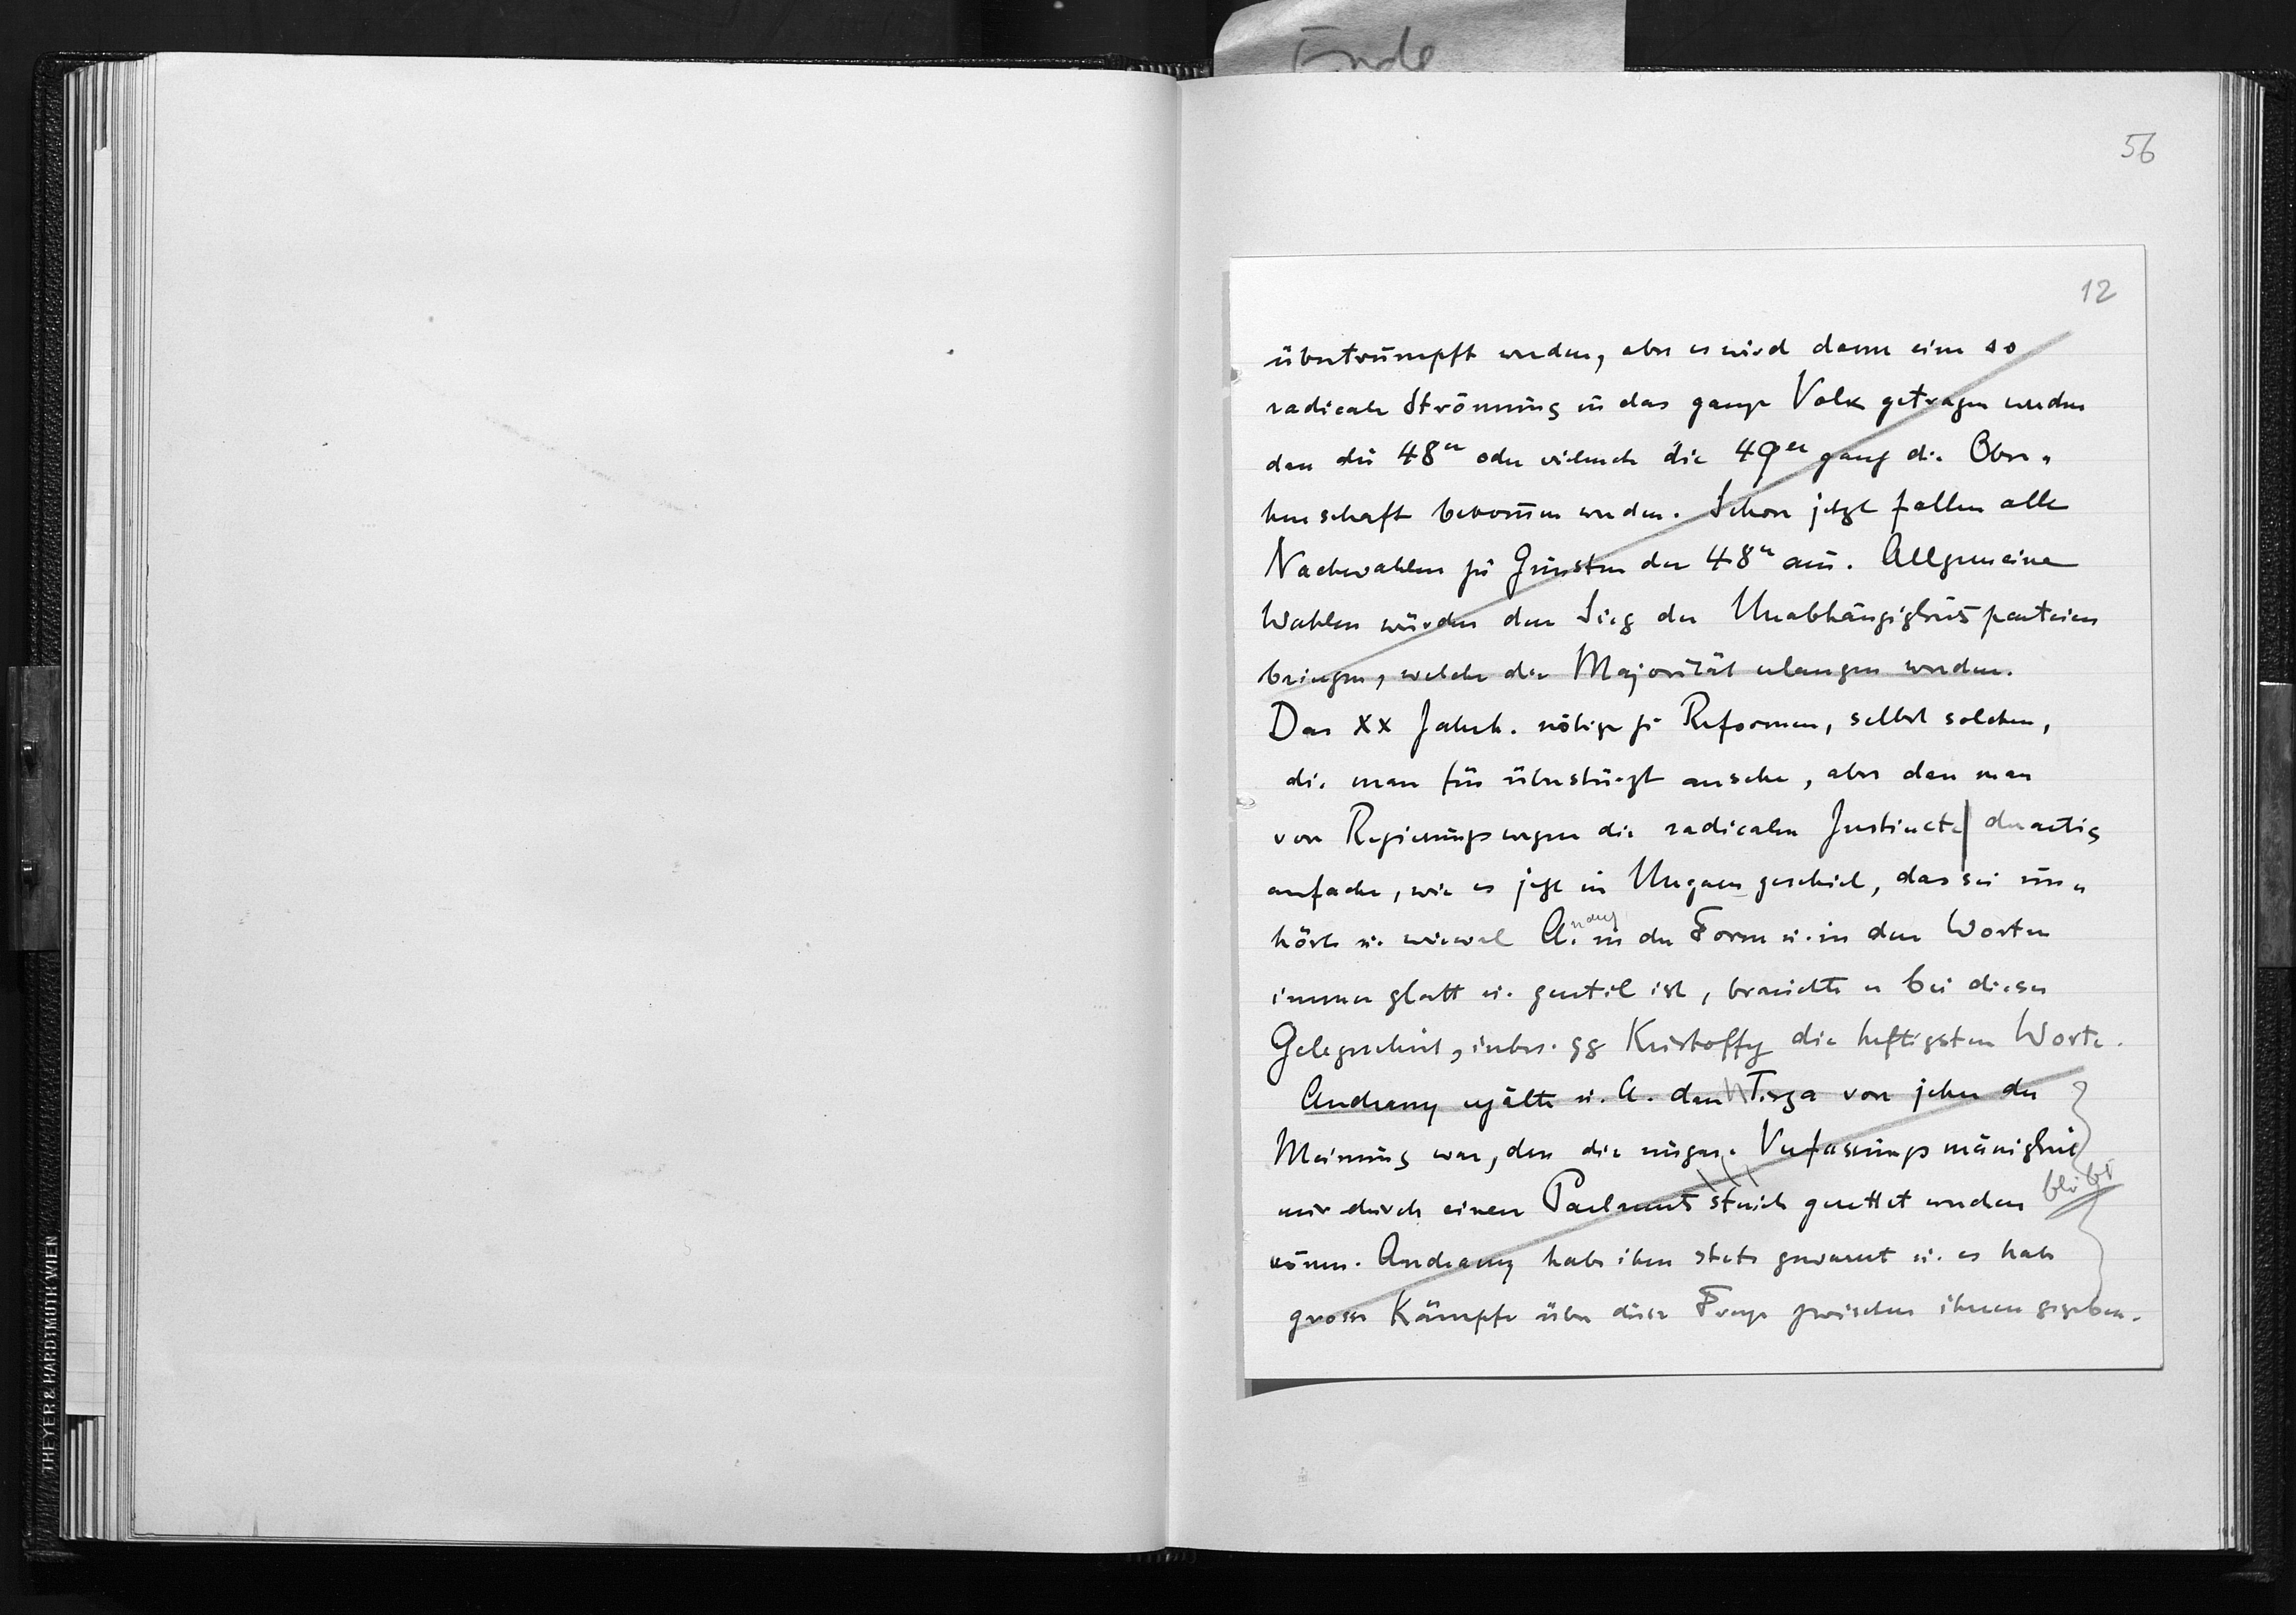 Ende
56
12
übertrumpft werden, aber es wird dann eine so
radicale Strömung in das ganze Volk getragen werden
dass die 48er oder vielmehr die 49er ganz die Ober-
herrschaft bekommen werden. Schon jetzt fallen alle
Nachwahlen zu Gunsten der 48er aus. Allgemeine
Wahlen würden den Sieg der Unabhängigkeitsparteien
bringen, welche die Majorität erlangen werden.
Das XX Jahrh. nötige zu Reformen, selbst solchen,
die man für überstürzt ansehe, aber dass man
von Regierungswegen die radicalen Instincte derartig
anfache, wie es jetzt in Ungarn geschieht, das sei un-
hört u. wiewol A. in der Form u. in den Worten
immer glatt u. gentil ist, brauchte er bei dieser
Gelegenheit, insbes. gg Kristoffy die heftigsten Worte.
Andrassy erzälte u. A. dass Tisza von jeher der
Meinung war, dass die ungar. Verfassungsmässigkeit
nur durch einen Parlamentsstreich gerettet werden
bleibt
könne. Andrassy habe ihn stets gewarnt u. es habe
grosse Kämpfe über diese Frage zwischen ihnen gegeben.
THEYER & HARDTMUTH WIEN